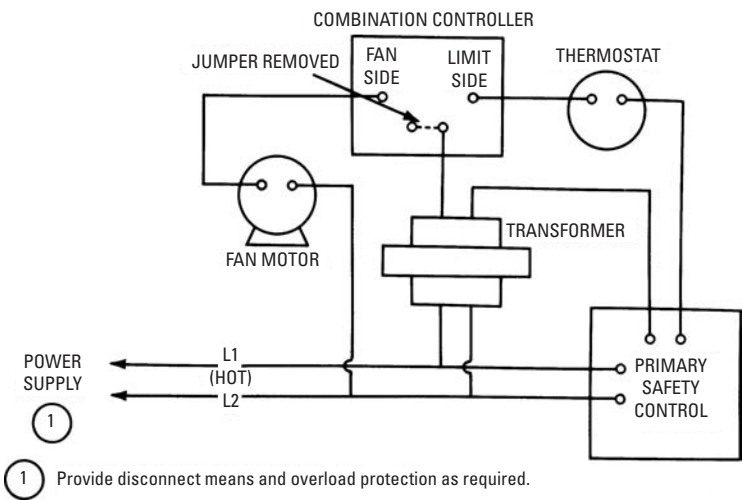 COMBINATION CONTROLLER
JUMPER REMOVED
FAN
SIDE
LIMIT
SIDE
THERMOSTAT
FAN MOTOR
TRANSFORMER
POWER
SUPPLY
1
L1
(HOT)
L2
PRIMARY
SAFETY
CONTROL
1 Provide disconnect means and overload protection as required.